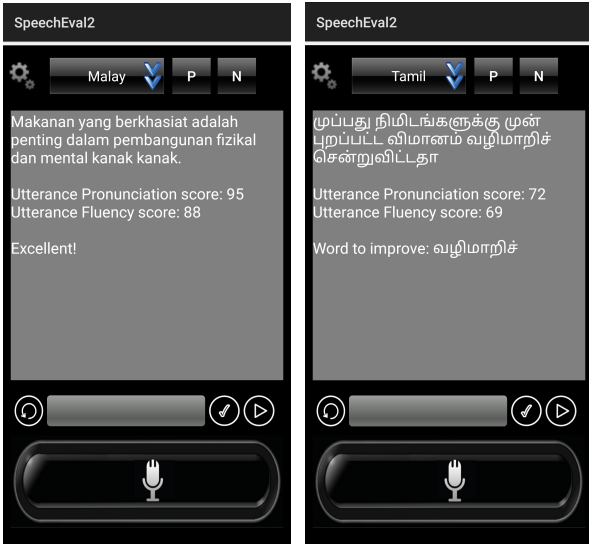 SpeechEval2
Malay
P
N
Makanan yang berkhasiat adalah
penting dalam pembangunan fizikal
dan mental kanak kanak.
Utterance Pronunciation score: 95
Utterance Fluency score: 88
Excellent!
SpeechEval2
Tamil
P
N
முப்பது நிமிடங்களுக்கு முன்
புறப்பட்ட விமானம் வழிமாறிச்
சென்றுவிட்டதா
Utterance Pronunciation score: 72
Utterance Fluency score: 69
Word to improve: வழிமாறிச்